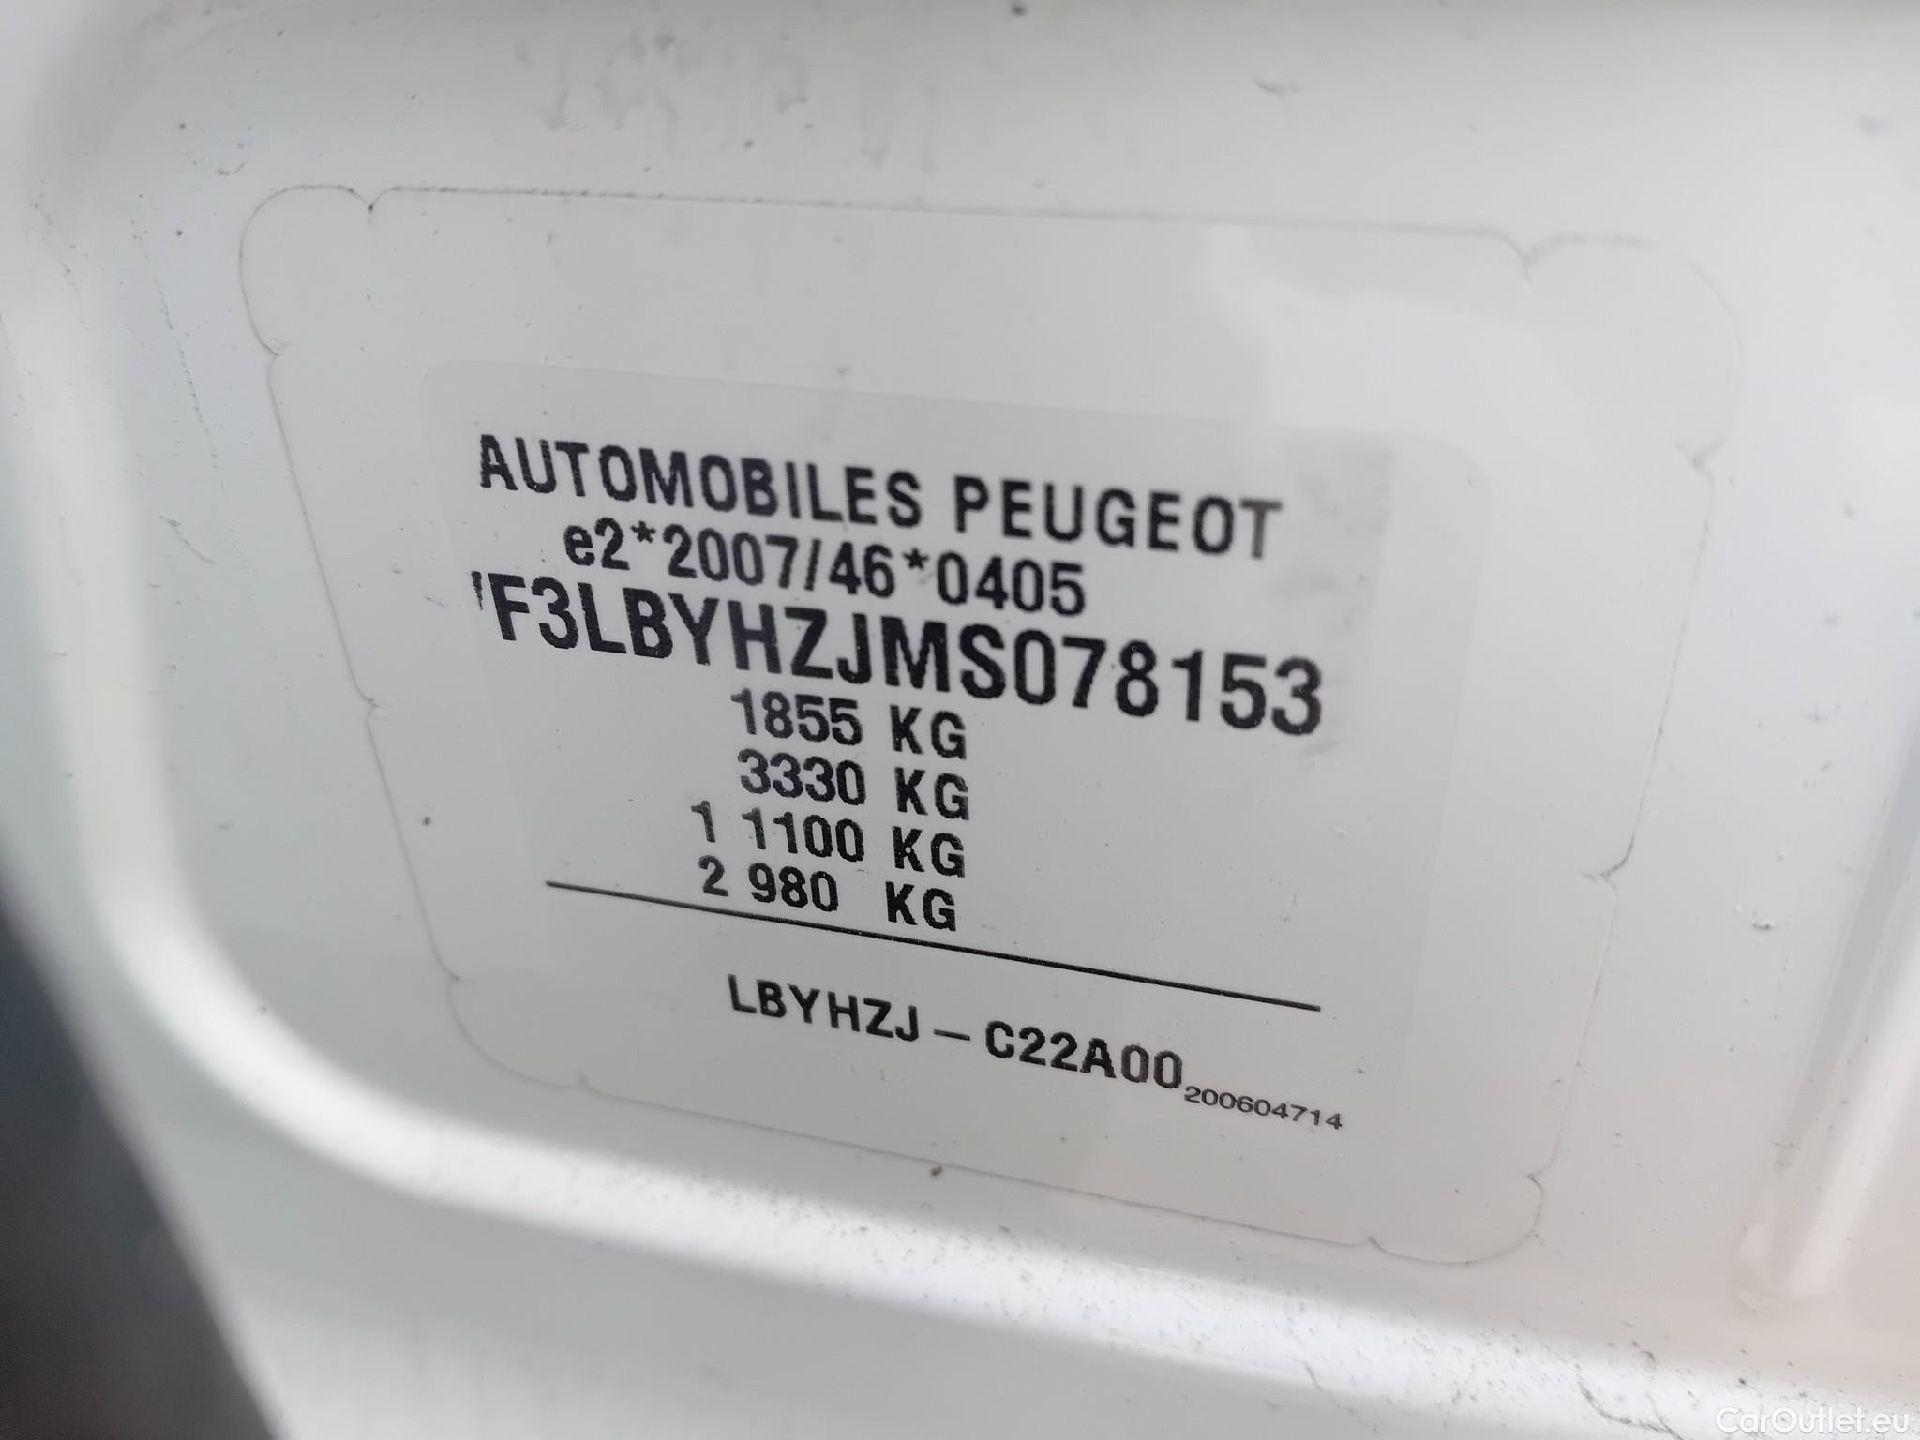 AUTOMOBILES PEUGEOT
e2*2007/46*0405
VF3LBYHZJMS078153
1855 KG
3330 KG
1 1100 KG
2 980 KG
LBYHZJ – C22A00
200604714
CarOutlet.eu